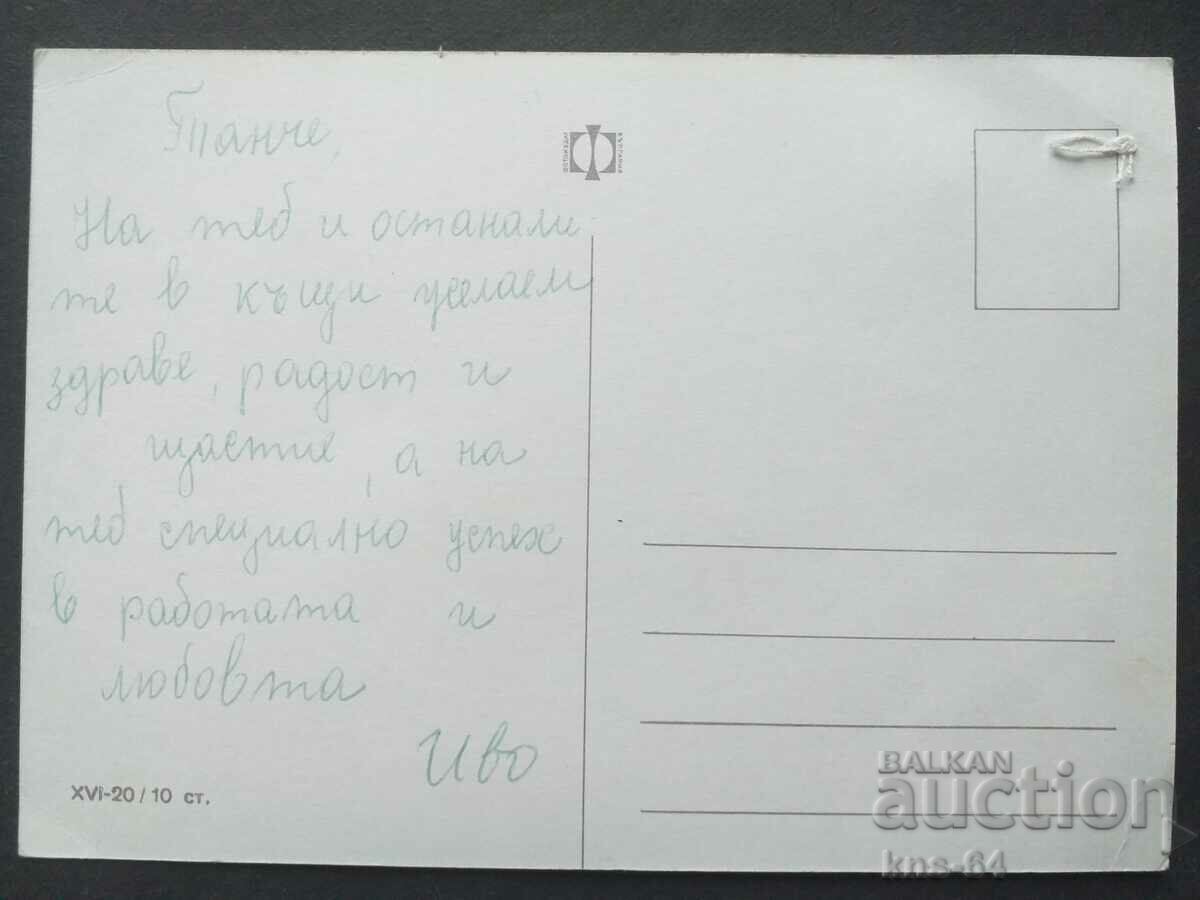 Танче,
На теб и останали
те в къщи желаем
здраве, радост и
щастие, а на
теб специално успех
в работата и
любовта
Иво
XVI-20/10 ст.
БЪЛГАРИЯ
BALKAN
auction
kns-64